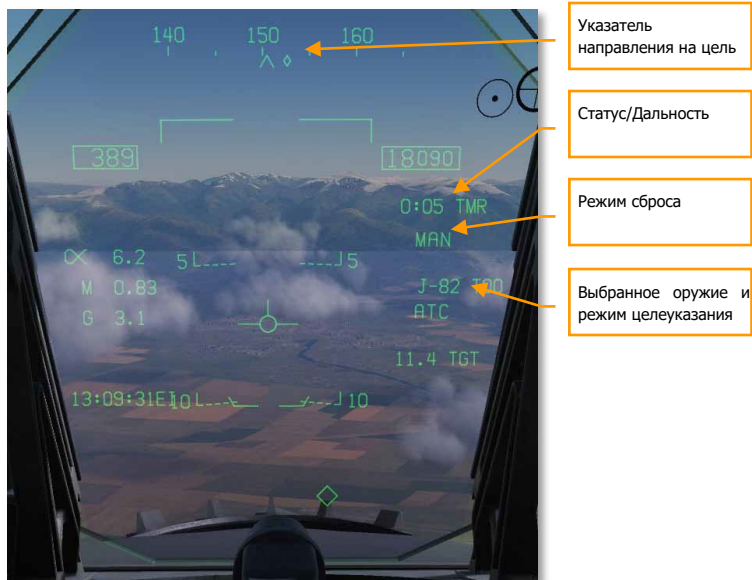 140 150 160
389
18090
0:05 TMR
MAN
α 6.2
5 5
M 0.83
J-82 TOO
G 3.1
ATC
11.4 TGT
13:09:31
10 10
Указатель
направления на цель
Статус/Дальность
Режим сброса
Выбранное оружие и
режим целеуказания